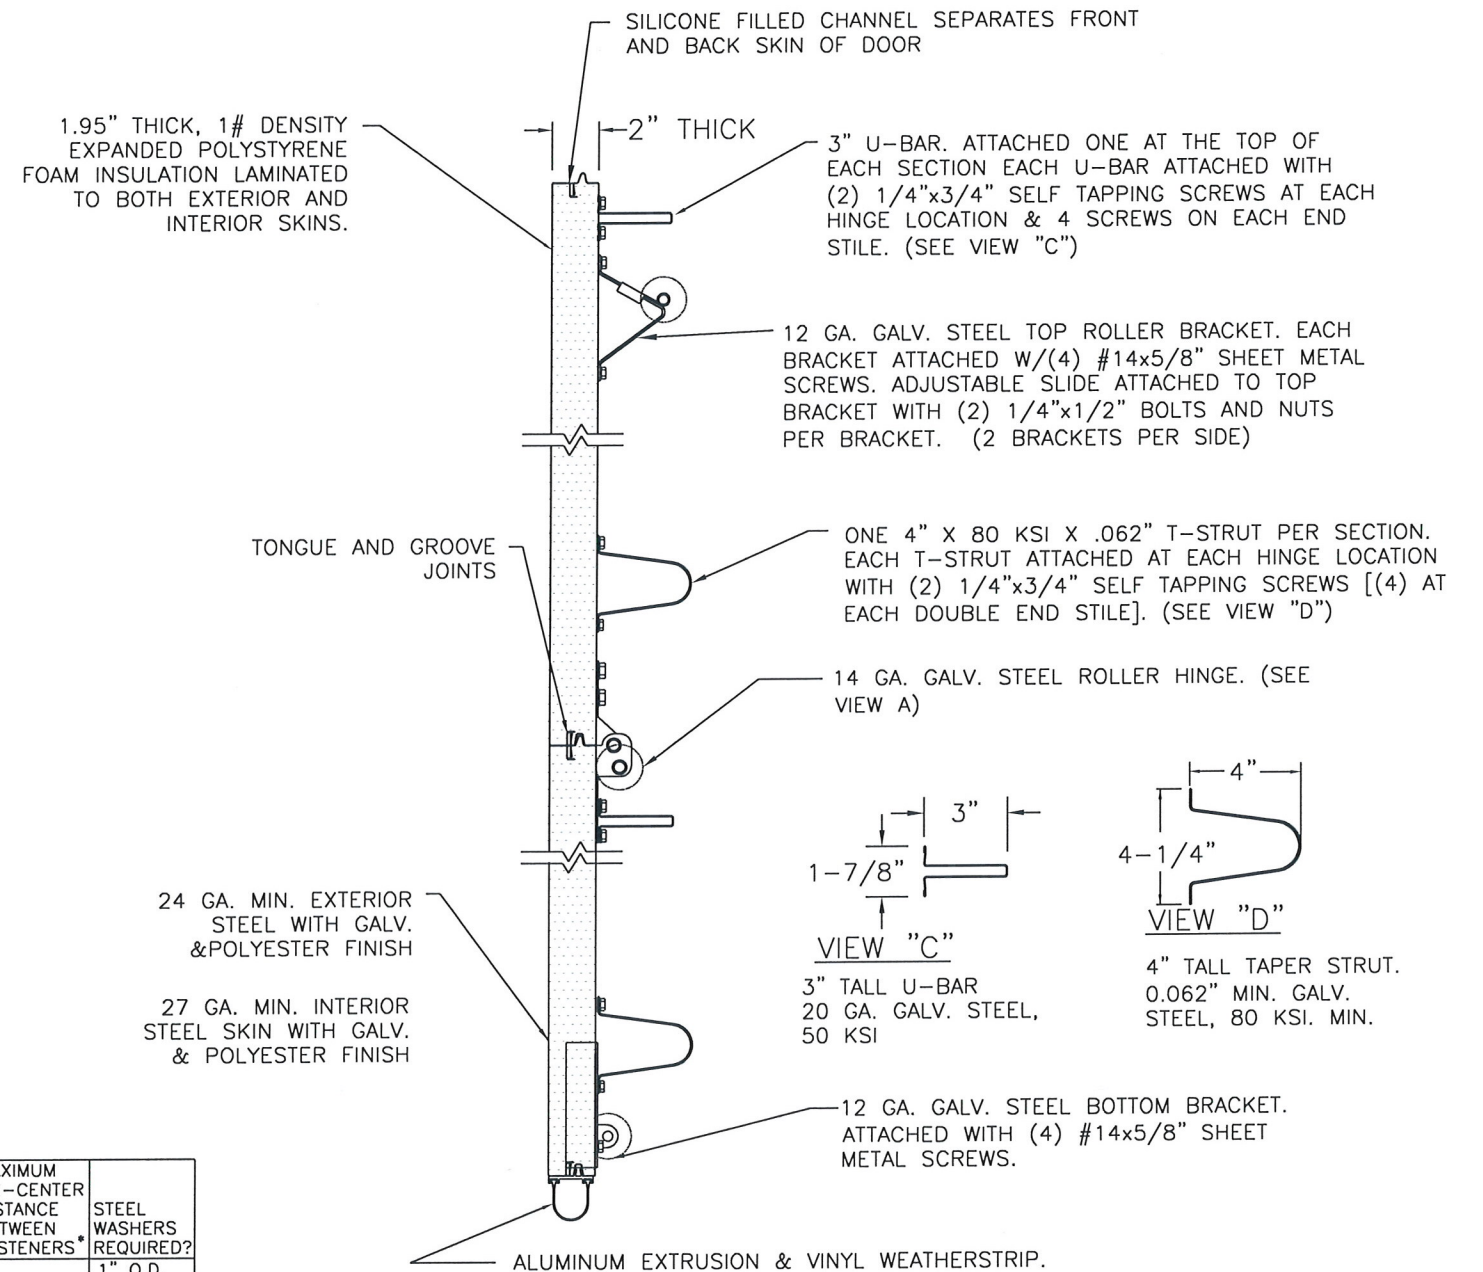 SILICONE FILLED CHANNEL SEPARATES FRONT
AND BACK SKIN OF DOOR
1.95" THICK, 1# DENSITY
EXPANDED POLYSTYRENE
FOAM INSULATION LAMINATED
TO BOTH EXTERIOR AND
INTERIOR SKINS.
2" THICK
3" U-BAR. ATTACHED ONE AT THE TOP OF
EACH SECTION EACH U-BAR ATTACHED WITH
(2) 1/4"x3/4" SELF TAPPING SCREWS AT EACH
HINGE LOCATION & 4 SCREWS ON EACH END
STILE. (SEE VIEW "C")
12 GA. GALV. STEEL TOP ROLLER BRACKET. EACH
BRACKET ATTACHED W/(4) #14x5/8" SHEET METAL
SCREWS. ADJUSTABLE SLIDE ATTACHED TO TOP
BRACKET WITH (2) 1/4"x1/2" BOLTS AND NUTS
PER BRACKET. (2 BRACKETS PER SIDE)
TONGUE AND GROOVE
JOINTS
ONE 4" X 80 KSI X .062" T-STRUT PER SECTION.
EACH T-STRUT ATTACHED AT EACH HINGE LOCATION
WITH (2) 1/4"x3/4" SELF TAPPING SCREWS [(4) AT
EACH DOUBLE END STILE]. (SEE VIEW "D")
14 GA. GALV. STEEL ROLLER HINGE. (SEE
VIEW A)
3"
1-7/8"
VIEW "C"
3" TALL U-BAR
20 GA. GALV. STEEL,
50 KSI
4"
4-1/4"
VIEW "D"
4" TALL TAPER STRUT.
0.062" MIN. GALV.
STEEL, 80 KSI. MIN.
24 GA. MIN. EXTERIOR
STEEL WITH GALV.
&POLYESTER FINISH
27 GA. MIN. INTERIOR
STEEL SKIN WITH GALV.
& POLYESTER FINISH
12 GA. GALV. STEEL BOTTOM BRACKET.
ATTACHED WITH (4) #14x5/8" SHEET
METAL SCREWS.
XIMUM
-CENTER
STANCE
TWEEN
STENERS*
STEEL
WASHERS
REQUIRED?
1" O.D.
ALUMINUM EXTRUSION & VINYL WEATHERSTRIP.